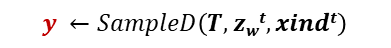 y ← SampleD(T, z_w^t, xind^t)